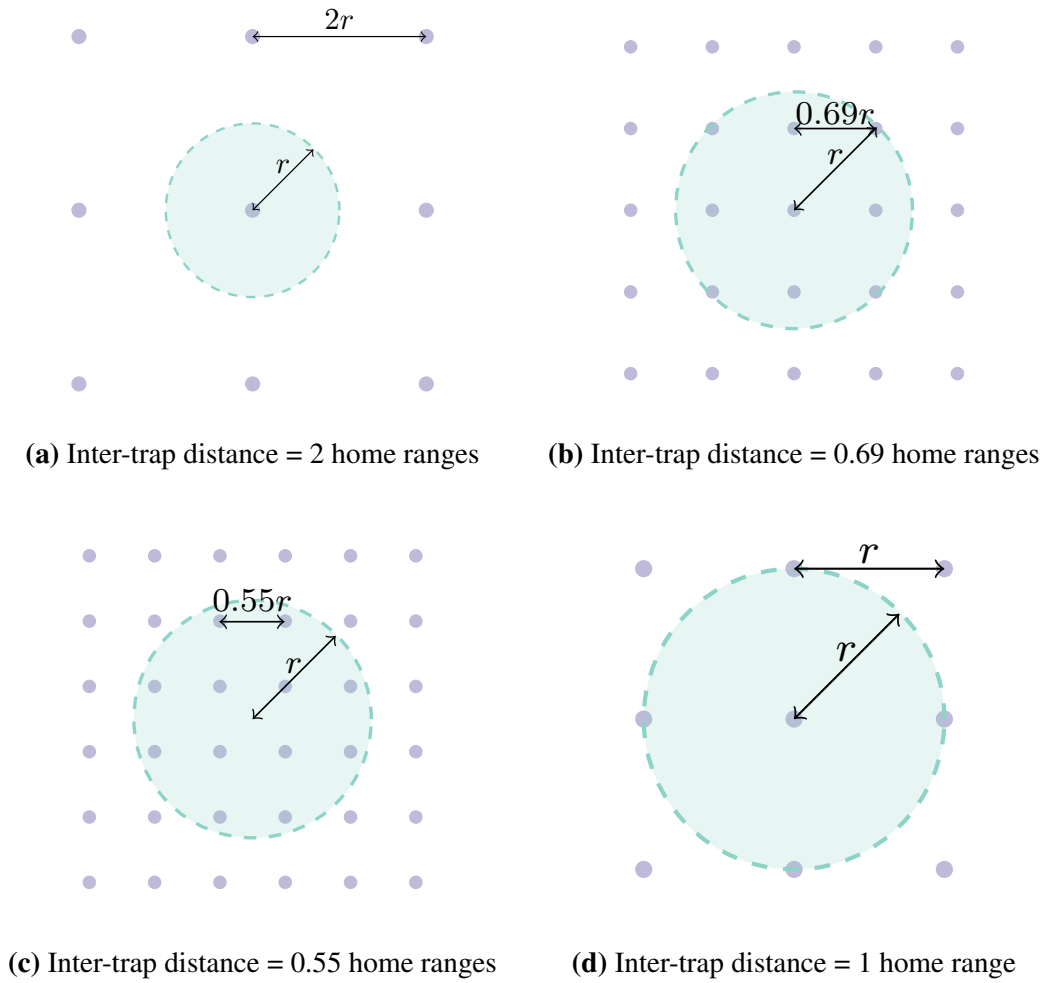 2r
r
0.69r
r
(a) Inter-trap distance = 2 home ranges
(b) Inter-trap distance = 0.69 home ranges
0.55r
r
r
r
(c) Inter-trap distance = 0.55 home ranges
(d) Inter-trap distance = 1 home range